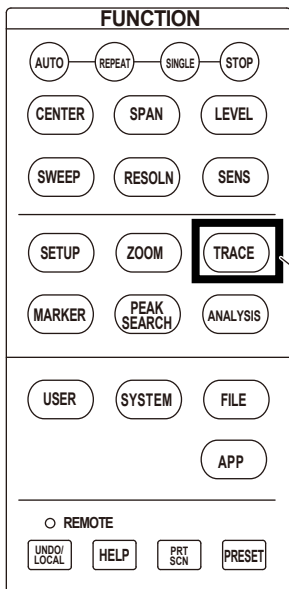 FUNCTION
AUTO REPEAT SINGLE STOP
CENTER SPAN LEVEL
SWEEP RESOLN SENS
SETUP ZOOM TRACE
MARKER PEAK SEARCH ANALYSIS
USER SYSTEM FILE
APP
REMOTE
UNDO/ LOCAL HELP PRT SCN PRESET